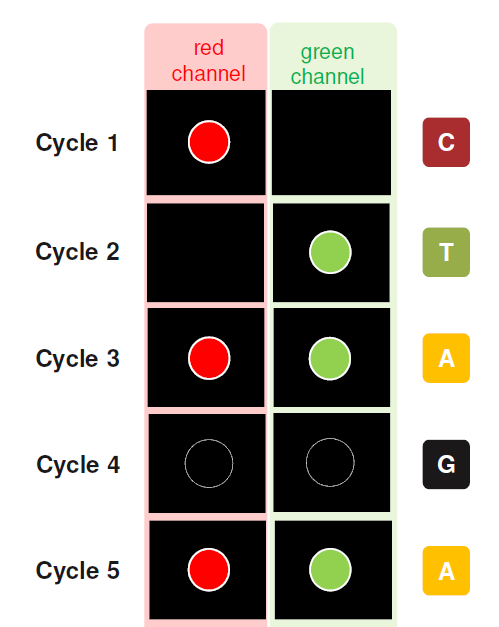 red
channel
green
channel
Cycle 1
C
Cycle 2
T
Cycle 3
A
Cycle 4
G
Cycle 5
A